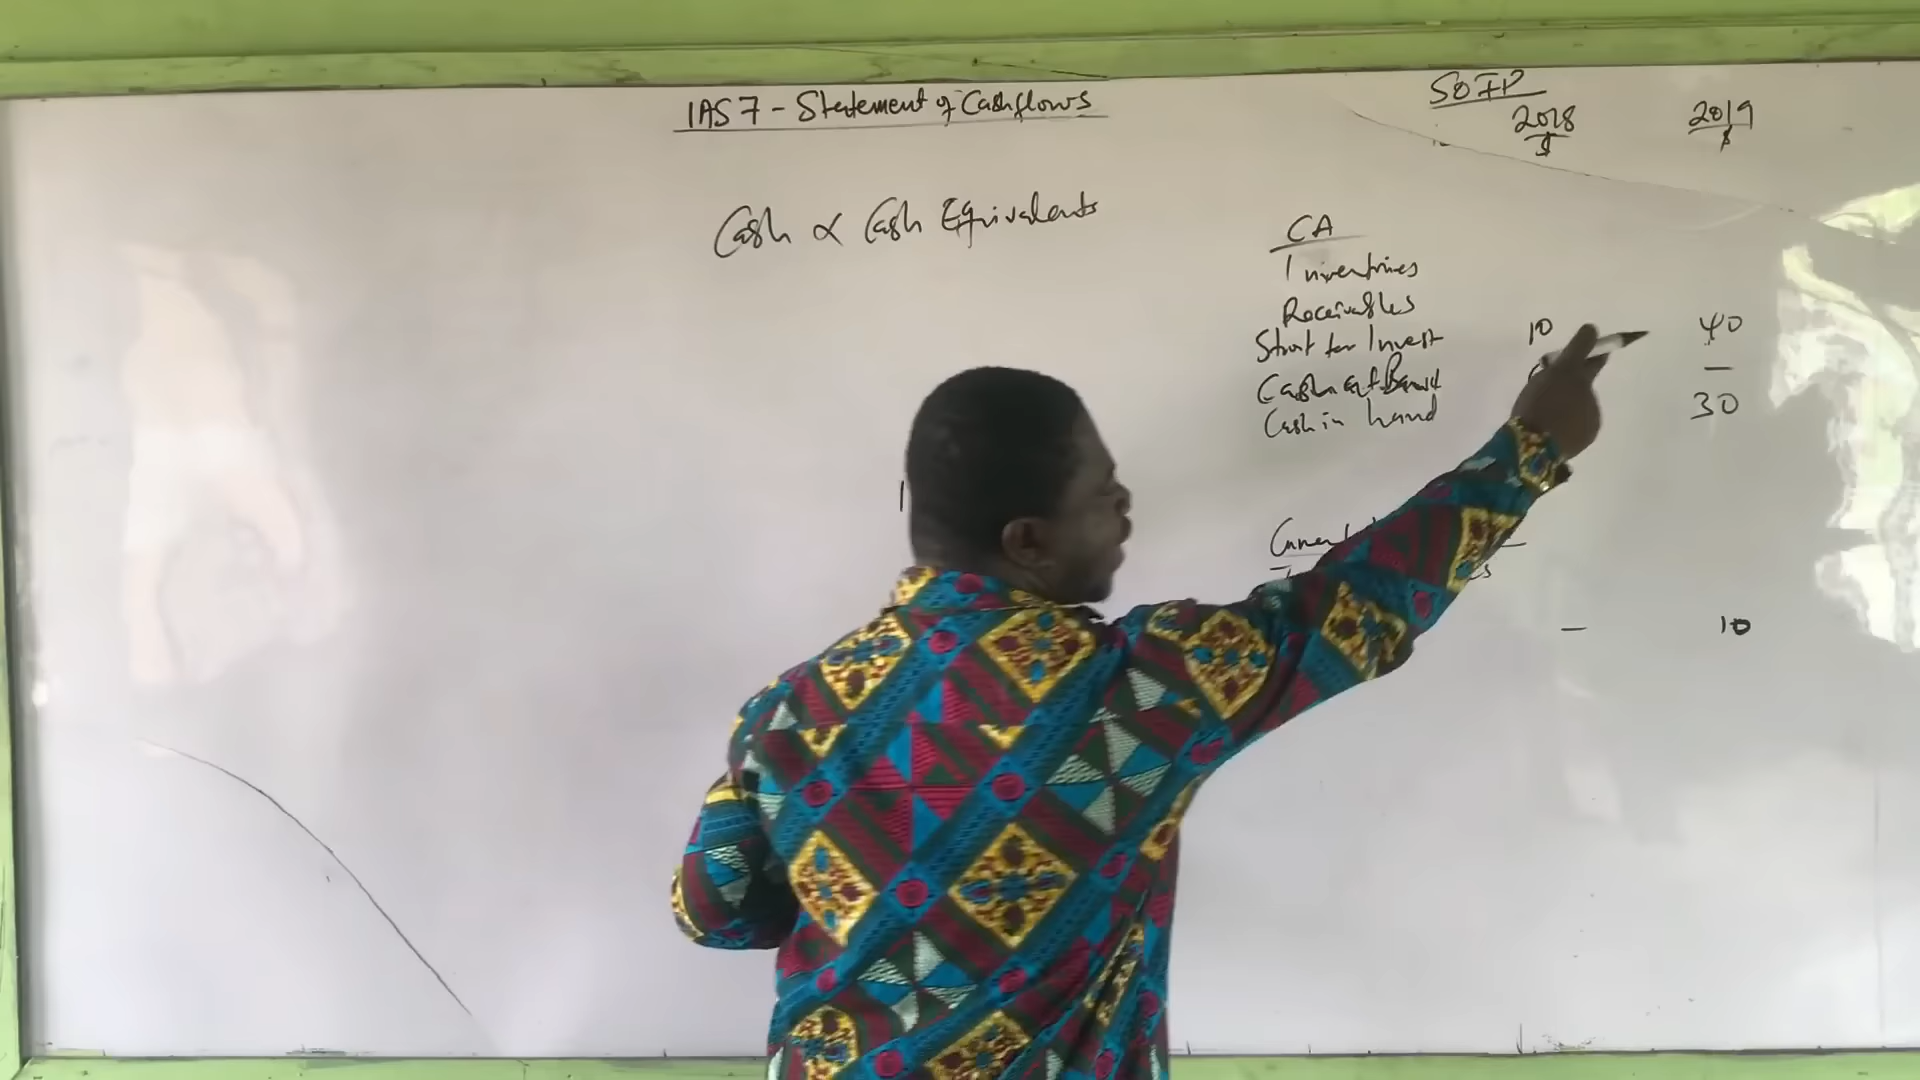 IAS 7 - Statement of Cashflows
SOFP
2018 2019
$ $
Cash & Cash Equivalents
CA
Inventories
Receivables
Short ter Invest 10 40
Cash at Bank –
Cash in hand 30
– 10